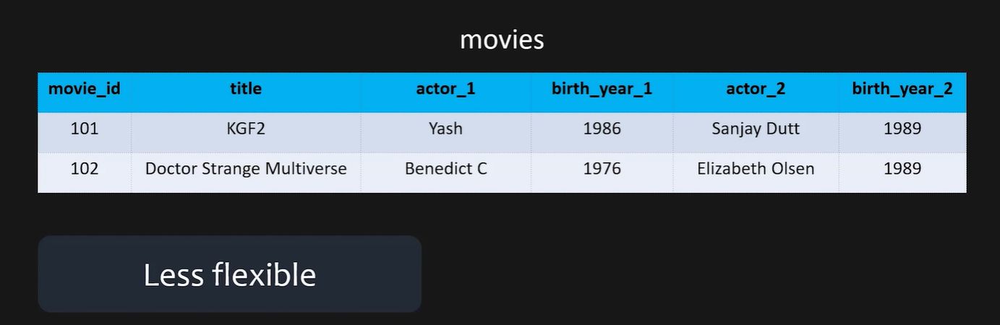 movies
movie_id title actor_1 birth_year_1 actor_2 birth_year_2
101 KGF2 Yash 1986 Sanjay Dutt 1989
102 Doctor Strange Multiverse Benedict C 1976 Elizabeth Olsen 1989
Less flexible